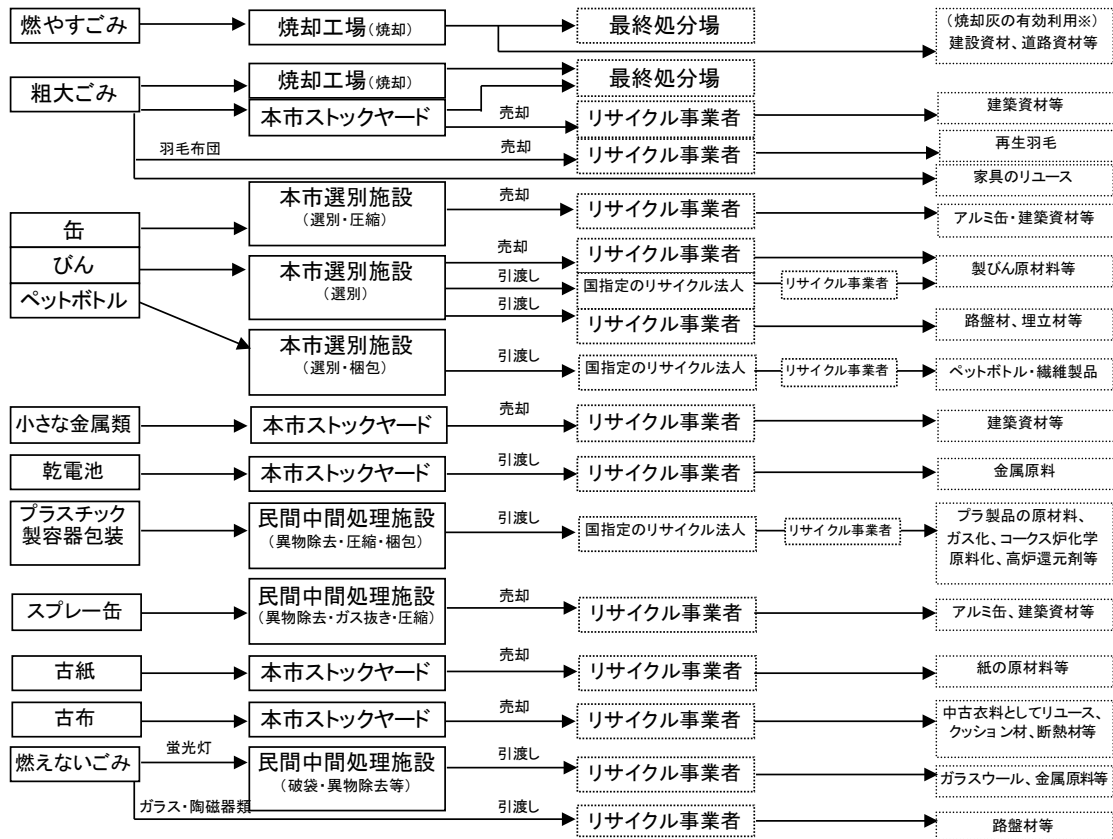 燃やすごみ
焼却工場(焼却)
最終処分場
(焼却灰の有効利用※)
建設資材、道路資材等
粗大ごみ
焼却工場(焼却)
最終処分場
本市ストックヤード
売却
リサイクル事業者
建築資材等
羽毛布団
売却
リサイクル事業者
再生羽毛
家具のリユース
缶
本市選別施設
(選別・圧縮)
売却
リサイクル事業者
アルミ缶・建築資材等
びん
本市選別施設
(選別)
売却
リサイクル事業者
製びん原材料等
引渡し
国指定のリサイクル法人
リサイクル事業者
引渡し
リサイクル事業者
路盤材、埋立材等
ペットボトル
本市選別施設
(選別・梱包)
引渡し
国指定のリサイクル法人
リサイクル事業者
ペットボトル・繊維製品
小さな金属類
本市ストックヤード
売却
リサイクル事業者
建築資材等
乾電池
本市ストックヤード
引渡し
リサイクル事業者
金属原料
プラスチック
製容器包装
民間中間処理施設
(異物除去・圧縮・梱包)
引渡し
国指定のリサイクル法人
リサイクル事業者
プラ製品の原材料、
ガス化、コークス炉化学
原料化、高炉還元剤等
スプレー缶
民間中間処理施設
(異物除去・ガス抜き・圧縮)
売却
リサイクル事業者
アルミ缶、建築資材等
古紙
本市ストックヤード
売却
リサイクル事業者
紙の原材料等
古布
本市ストックヤード
売却
リサイクル事業者
中古衣料としてリユース、
クッション材、断熱材等
燃えないごみ
蛍光灯
民間中間処理施設
(破袋・異物除去等)
引渡し
リサイクル事業者
ガラスウール、金属原料等
ガラス・陶磁器類
引渡し
リサイクル事業者
路盤材等